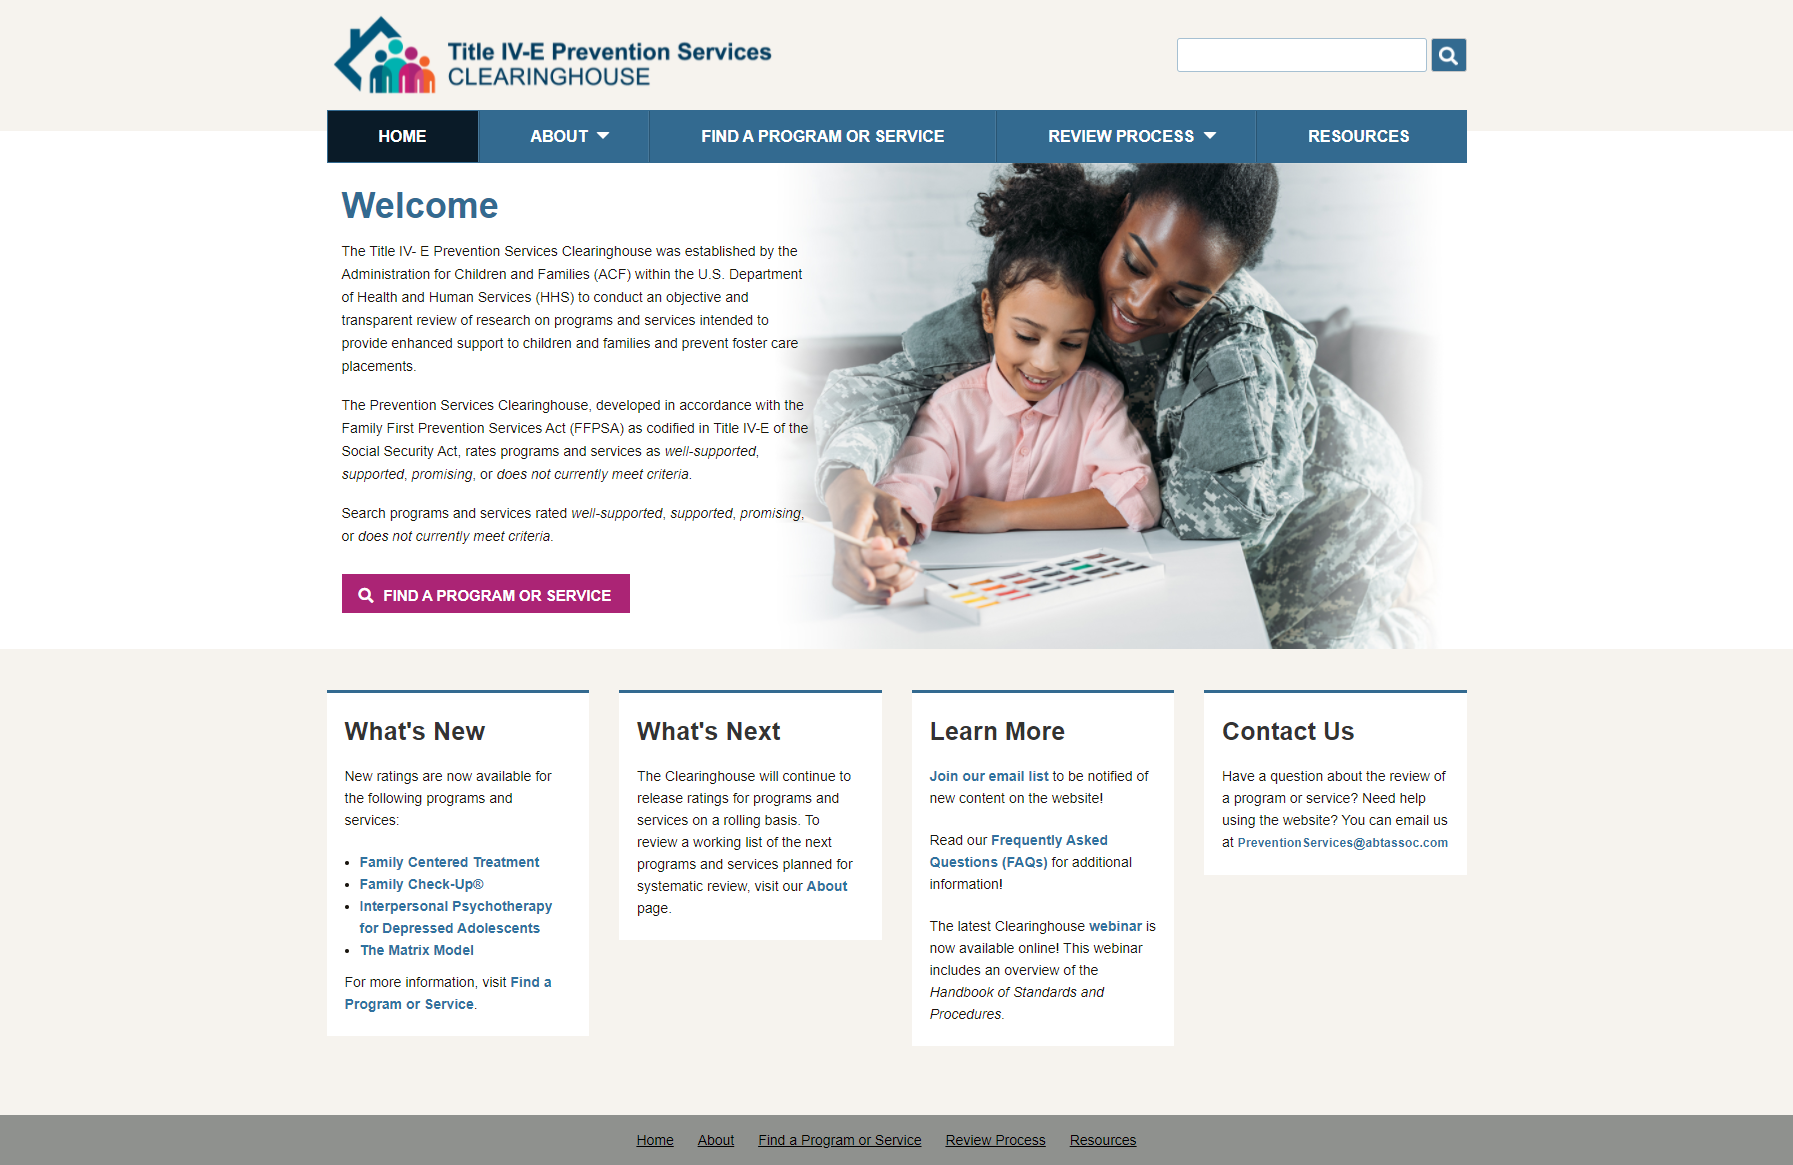 Title IV-E Prevention Services
CLEARINGHOUSE
HOME
ABOUT
FIND A PROGRAM OR SERVICE
REVIEW PROCESS
RESOURCES
Welcome
The Title IV- E Prevention Services Clearinghouse was established by the
Administration for Children and Families (ACF) within the U.S. Department
of Health and Human Services (HHS) to conduct an objective and
transparent review of research on programs and services intended to
provide enhanced support to children and families and prevent foster care
placements.
The Prevention Services Clearinghouse, developed in accordance with the
Family First Prevention Services Act (FFPSA) as codified in Title IV-E of the
Social Security Act, rates programs and services as well-supported,
supported, promising, or does not currently meet criteria.
Search programs and services rated well-supported, supported, promising,
or does not currently meet criteria.
FIND A PROGRAM OR SERVICE
What's New
New ratings are now available for
the following programs and
services:
• Family Centered Treatment
• Family Check-Up®
• Interpersonal Psychotherapy
for Depressed Adolescents
• The Matrix Model
For more information, visit Find a
Program or Service.
What's Next
The Clearinghouse will continue to
release ratings for programs and
services on a rolling basis. To
review a working list of the next
programs and services planned for
systematic review, visit our About
page.
Learn More
Join our email list to be notified of
new content on the website!
Read our Frequently Asked
Questions (FAQs) for additional
information!
The latest Clearinghouse webinar is
now available online! This webinar
includes an overview of the
Handbook of Standards and
Procedures.
Contact Us
Have a question about the review of
a program or service? Need help
using the website? You can email us
at PreventionServices@abtassoc.com
Home
About
Find a Program or Service
Review Process
Resources